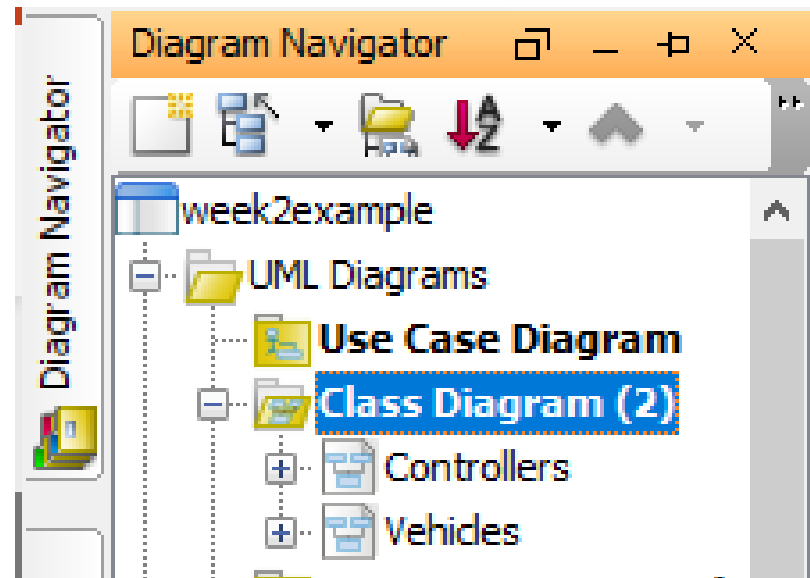 Diagram Navigator
Diagram Navigator
week2example
UML Diagrams
Use Case Diagram
Class Diagram (2)
Controllers
Vehicles